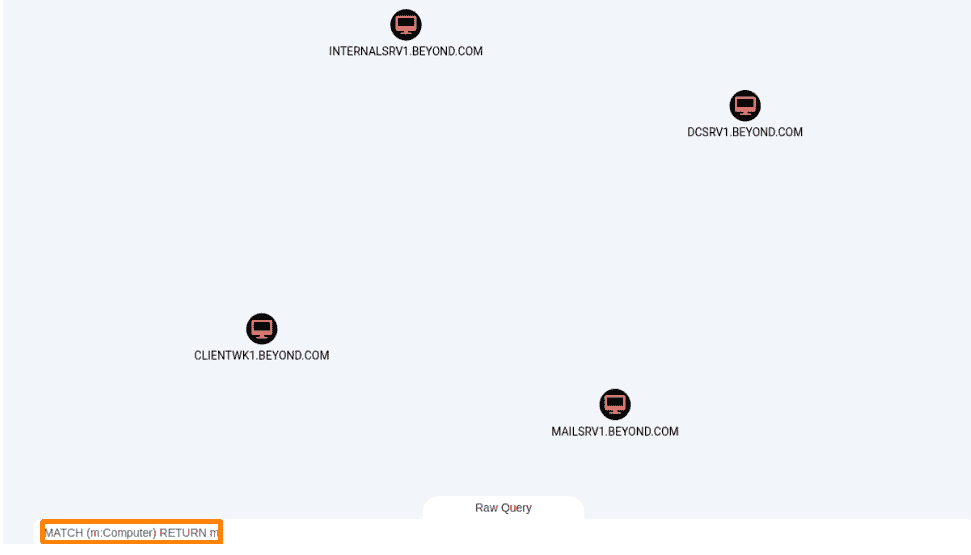 INTERNALSRV1.BEYOND.COM
DCSRV1.BEYOND.COM
CLIENTWK1.BEYOND.COM
MAILSRV1.BEYOND.COM
Raw Query
MATCH (m:Computer) RETURN m